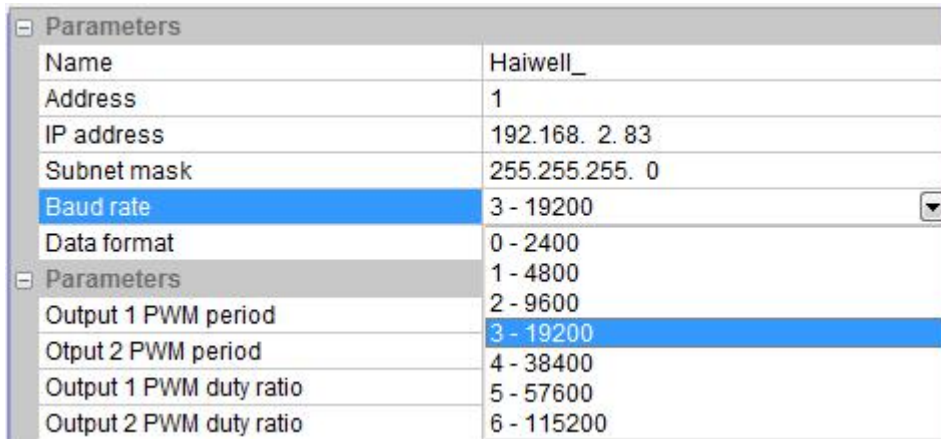 Parameters
Name Haiwell_
Address 1
IP address 192.168. 2. 83
Subnet mask 255.255.255. 0
Baud rate 3 - 19200
Data format 0 - 2400
1 - 4800
Parameters
2 - 9600
Output 1 PWM period 3 - 19200
Otput 2 PWM period 4 - 38400
Output 1 PWM duty ratio 5 - 57600
Output 2 PWM duty ratio 6 - 115200